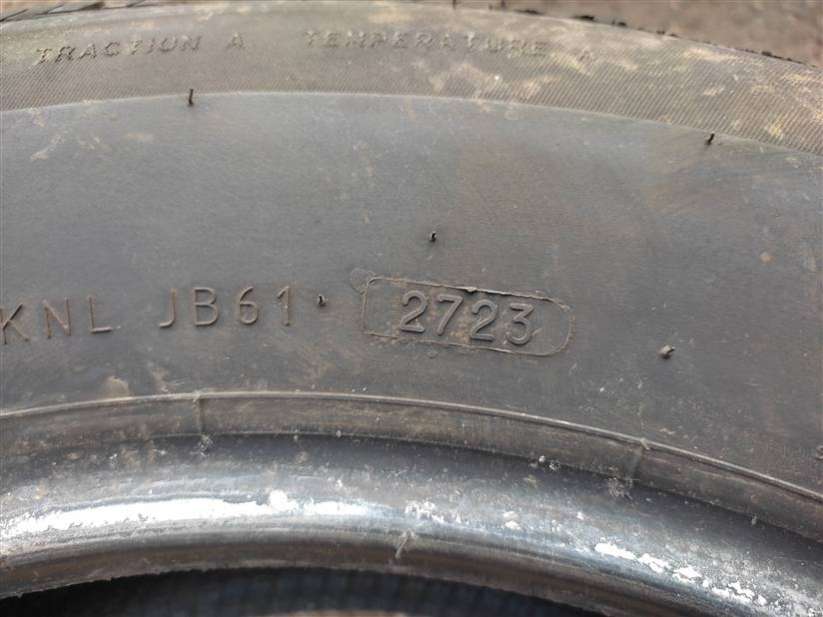 TRACTION A TEMPERATURE A
KNL JB61 2723